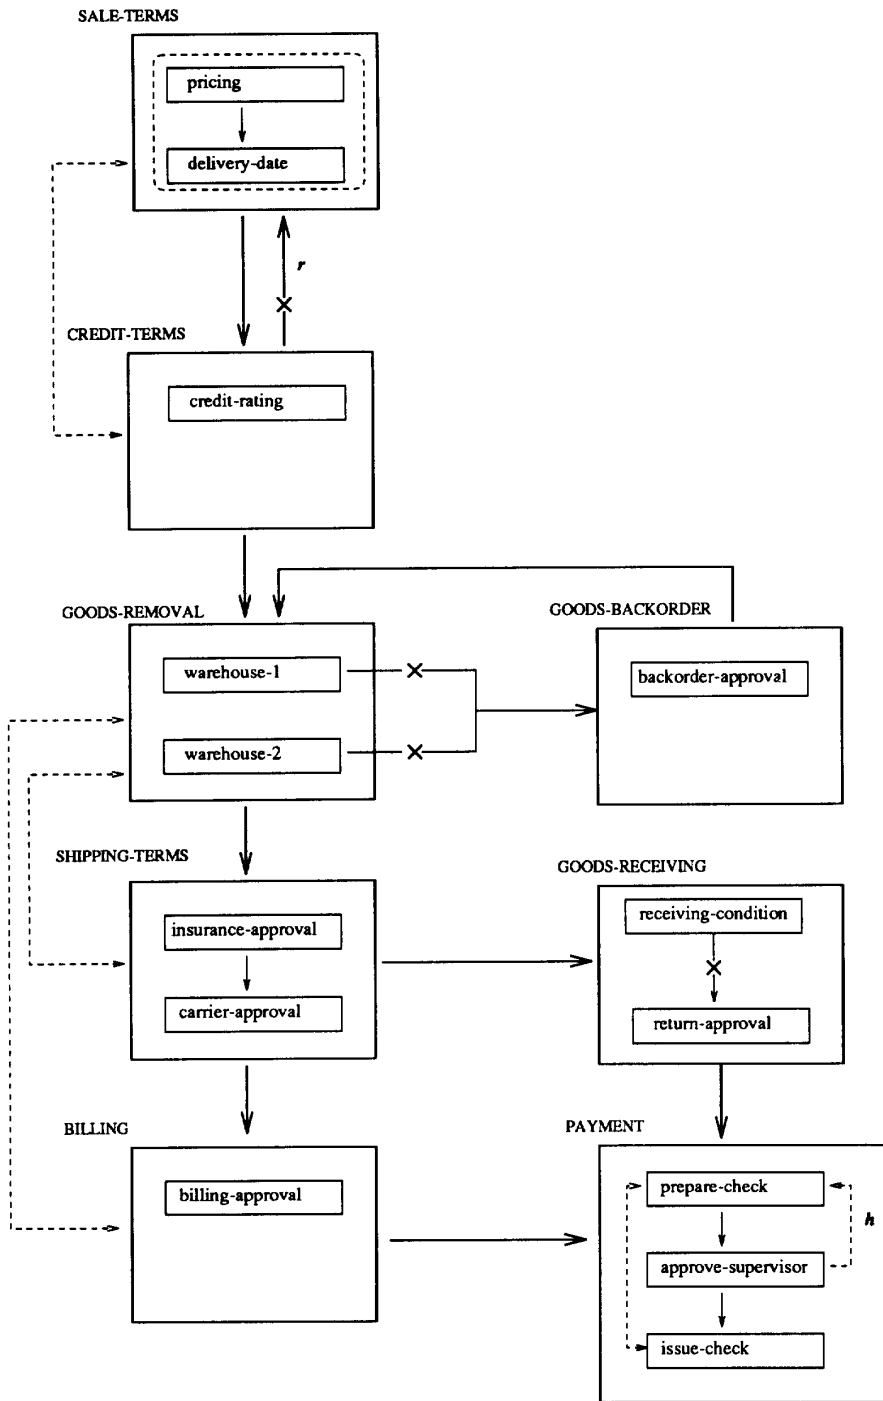 SALE-TERMS
pricing
delivery-date
r
CREDIT-TERMS
credit-rating
GOODS-REMOVAL
GOODS-BACKORDER
warehouse-1
backorder-approval
warehouse-2
SHIPPING-TERMS
GOODS-RECEIVING
insurance-approval
receiving-condition
carrier-approval
return-approval
BILLING
PAYMENT
billing-approval
prepare-check
h
approve-supervisor
issue-check